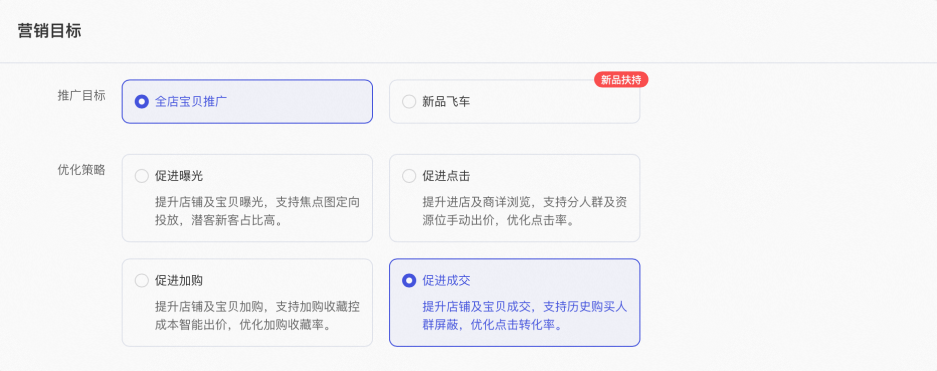 营销目标
新品扶持
推广目标
全店宝贝推广
新品飞车
优化策略
促进曝光
提升店铺及宝贝曝光，支持焦点图定向
投放，潜客新客占比高。
促进点击
提升进店及商详浏览，支持分人群及资
源位手动出价，优化点击率。
促进加购
提升店铺及宝贝加购，支持加购收藏控
成本智能出价，优化加购收藏率。
促进成交
提升店铺及宝贝成交，支持历史购买人
群屏蔽，优化点击转化率。